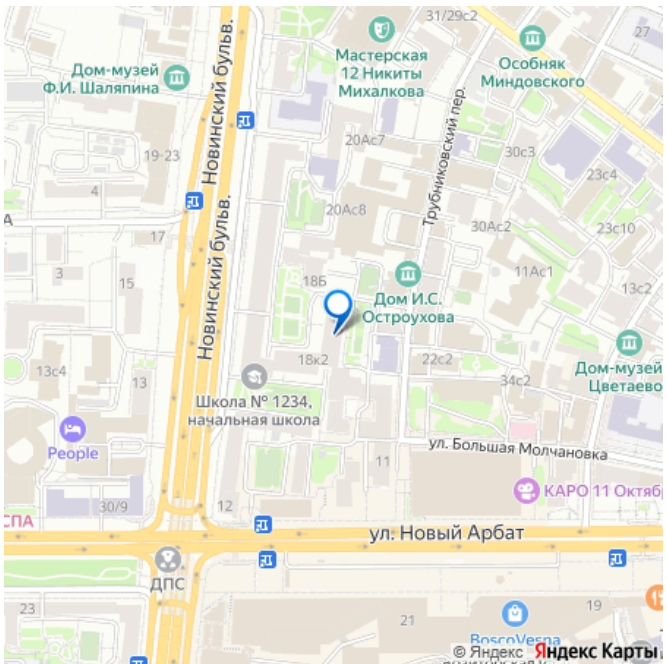 31/29с2
27
Мастерская
12 Никиты
Михалкова
Особняк
Миндовского
Дом-музей
Ф.И. Шаляпина
Новинский бульв.
Трубниковский пер.
20Ас7
30с3
19-23
23с4
4
20Ас8
Новинский бульв.
30Ас2
23с10
А
17
3
15
18Б
11Ас1
13с2
Дом И.С.
Остроухова
18к2
22с2
13с4
13
34с2
Дом-музей
Цветаево
Школа № 1234,
начальная школа
People
ул. Большая Молчановка
11
30/9
12
КАРО 11 Октябр
СПА
ул. Новый Арбат
ДПС
23
21
19
BoscoVesna
© Яндекс Яндекс Карты